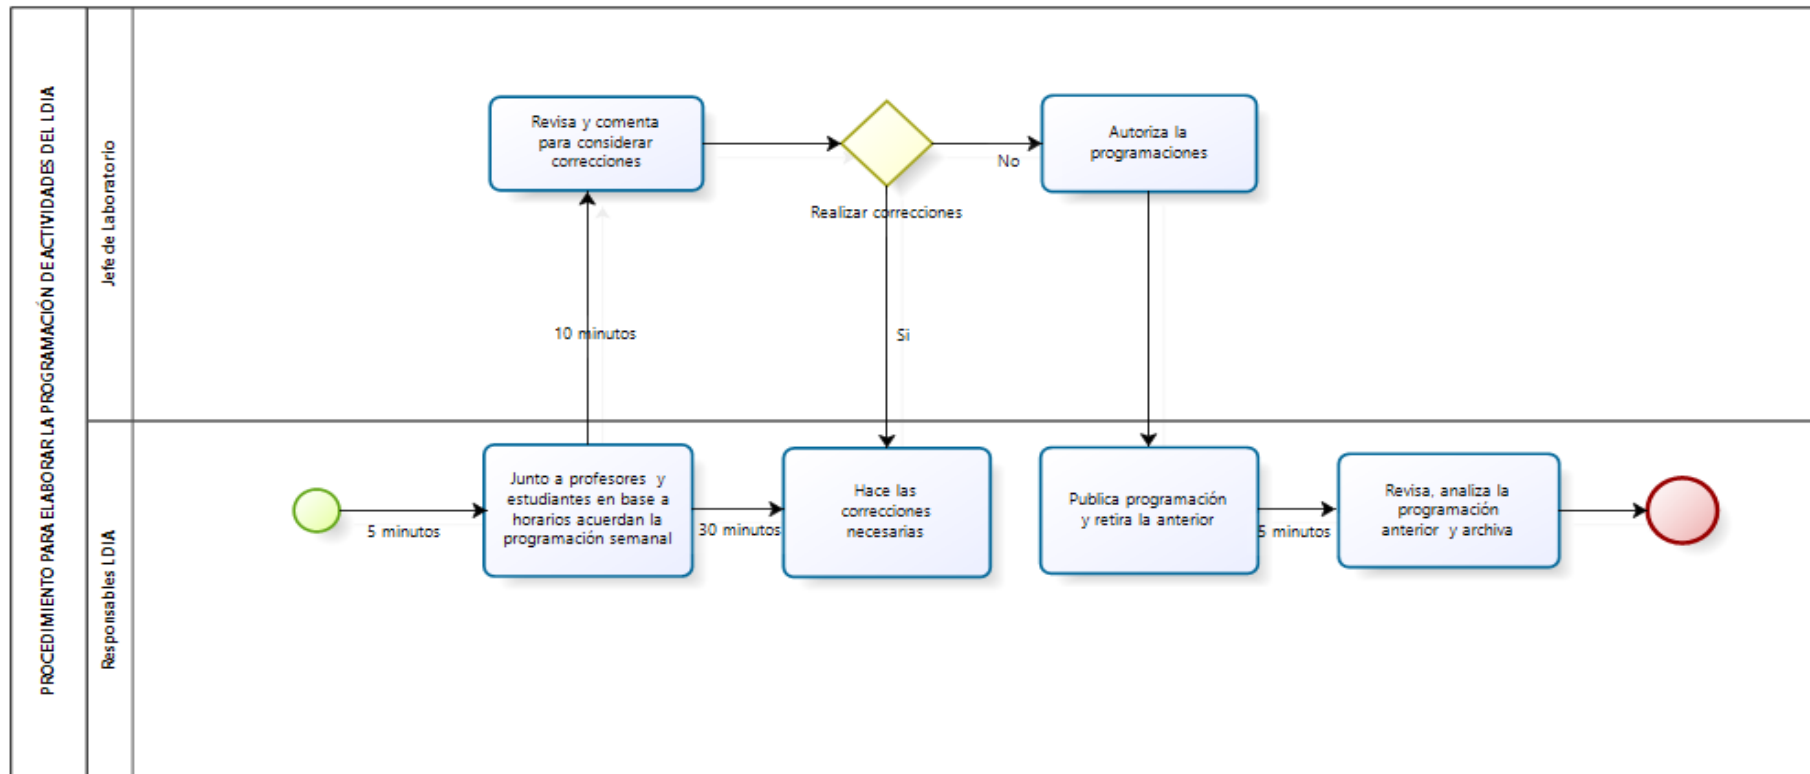 PROCEDIMIENTO PARA ELABORAR LA PROGRAMACIÓN DE ACTIVIDADES DEL LDIA
Jefe de Laboratorio
Revisa y comenta
para considerar
correcciones
Realizar correcciones
No
Autoriza la
programaciones
10 minutos
Si
Responsables LDIA
5 minutos
Junto a profesores y
estudiantes en base a
horarios acuerdan la
programación semanal
30 minutos
Hace las
correcciones
necesarias
Publica programación
y retira la anterior
5 minutos
Revisa, analiza la
programación
anterior y archiva